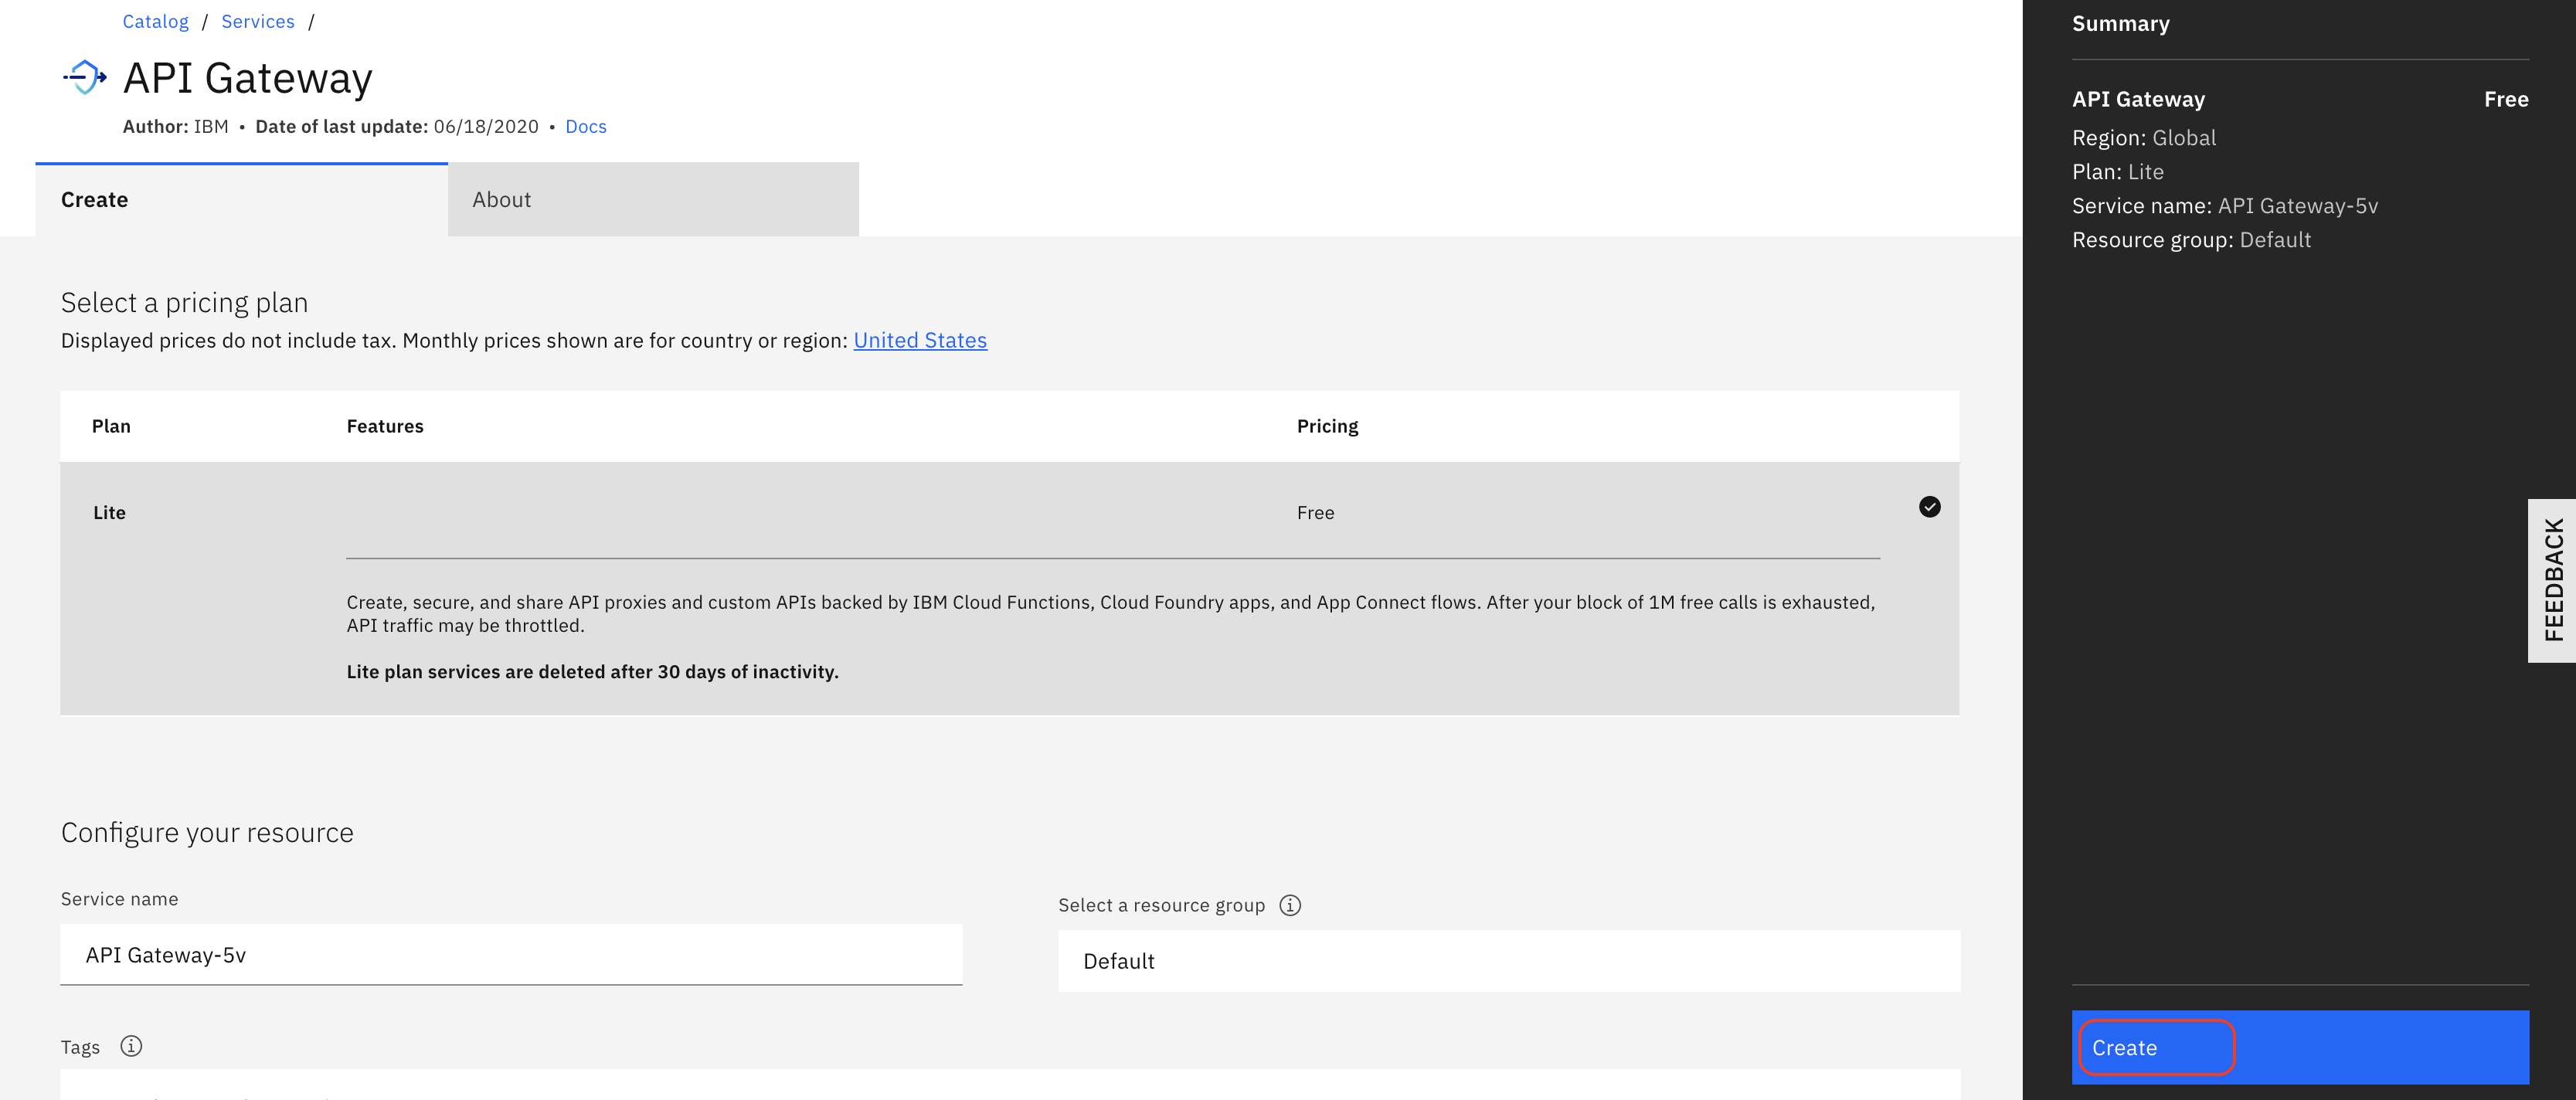 Catalog / Services /
API Gateway
Author: IBM • Date of last update: 06/18/2020 • Docs
Create
About
Select a pricing plan
Displayed prices do not include tax. Monthly prices shown are for country or region: United States
Plan Features Pricing
Lite Free
Create, secure, and share API proxies and custom APIs backed by IBM Cloud Functions, Cloud Foundry apps, and App Connect flows. After your block of 1M free calls is exhausted,
API traffic may be throttled.
Lite plan services are deleted after 30 days of inactivity.
Configure your resource
Service name
API Gateway-5v
Select a resource group
Default
Tags
Summary
API Gateway Free
Region: Global
Plan: Lite
Service name: API Gateway-5v
Resource group: Default
FEEDBACK
Create